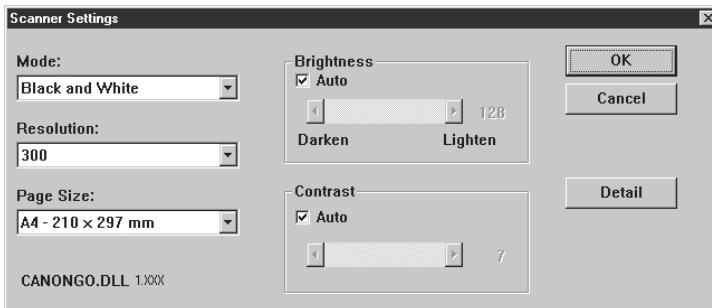 Scanner Settings
Mode:
Black and White
Resolution:
300
Page Size:
A4 - 210 x 297 mm
CANONGO.DLL 1.XXX
Brightness
Auto
128
Darken Lighten
Contrast
Auto
7
OK
Cancel
Detail